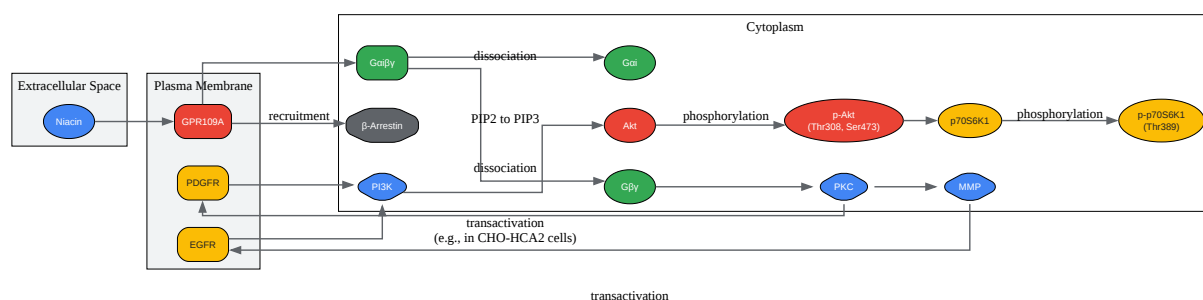 Cytoplasm
Extracellular Space
Plasma Membrane
Niacin
GPR109A
Gαiβγ
dissociation
Gαi
recruitment
β-Arrestin
PIP2 to PIP3
Akt
phosphorylation
p-Akt
(Thr308, Ser473)
p70S6K1
phosphorylation
p-p70S6K1
(Thr389)
PDGFR
PI3K
dissociation
Gβγ
PKC
MMP
EGFR
transactivation
(e.g., in CHO-HCA2 cells)
transactivation